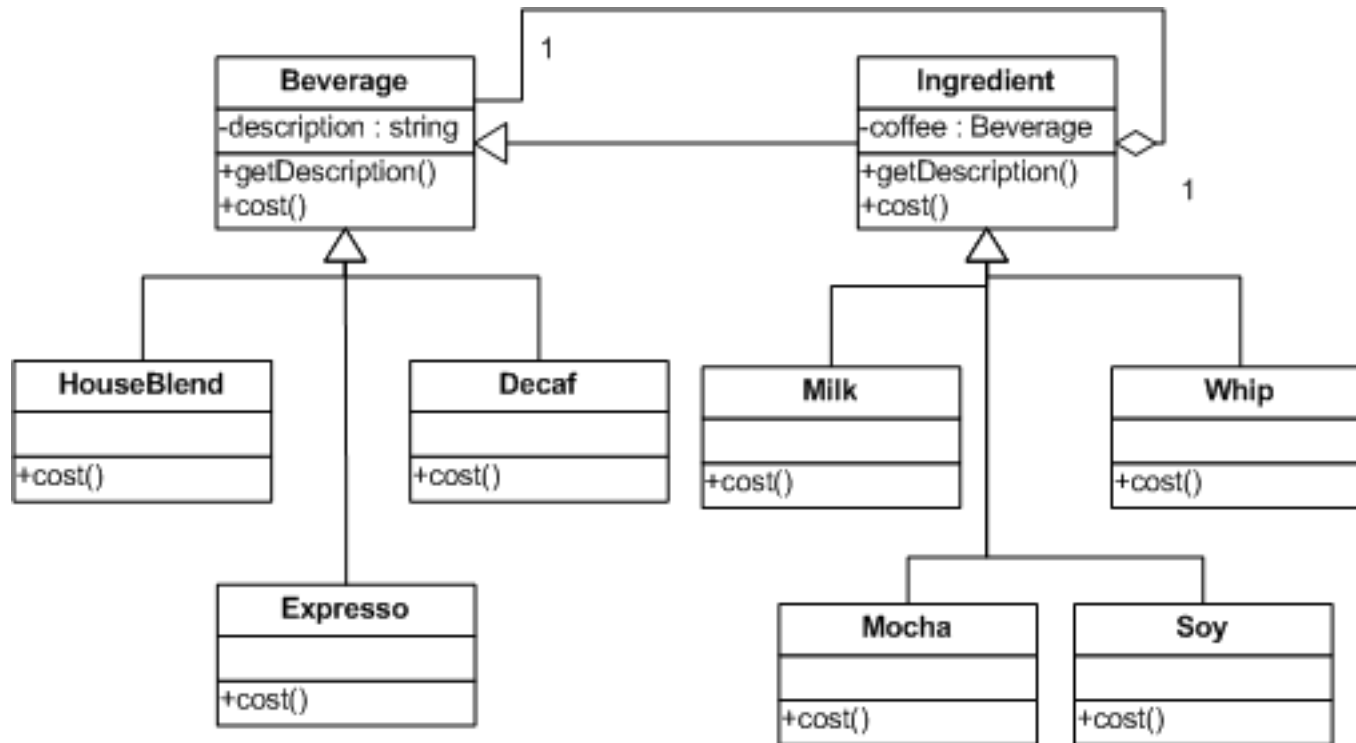 1
Beverage
-description : string
+getDescription()
+cost()
Ingredient
-coffee : Beverage
+getDescription()
+cost()
1
HouseBlend
+cost()
Decaf
+cost()
Milk
+cost()
Whip
+cost()
Expresso
+cost()
Mocha
+cost()
Soy
+cost()